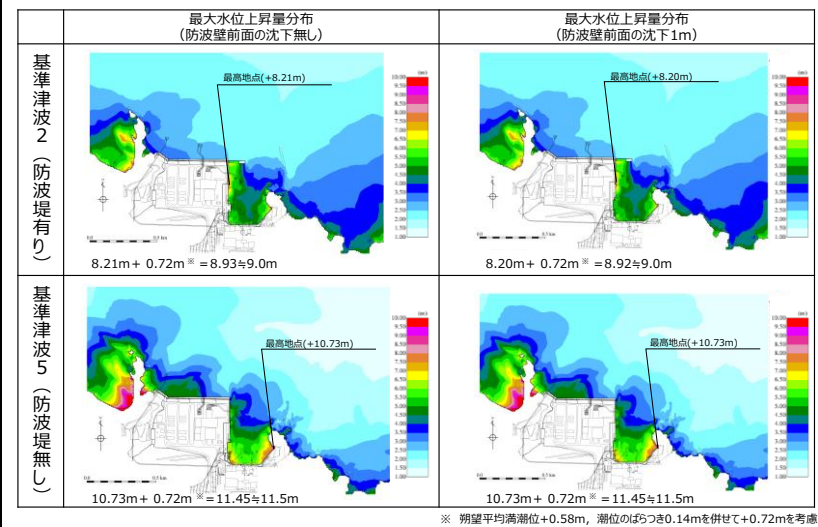 最大水位上昇量分布
（防波壁前面の沈下無し）
最大水位上昇量分布
（防波壁前面の沈下1m）
基準津波2（防波堤有り）
最高地点(+8.21m)
8.21m+ 0.72m ※ =8.93≒9.0m
最高地点(+8.20m)
8.20m+ 0.72m ※ =8.92≒9.0m
基準津波5（防波堤無し）
最高地点(+10.73m)
10.73m+ 0.72m ※ =11.45≒11.5m
最高地点(+10.73m)
10.73m+ 0.72m ※ =11.45≒11.5m
※ 朔望平均満潮位+0.58m，潮位のばらつき0.14mを併せて+0.72mを考慮